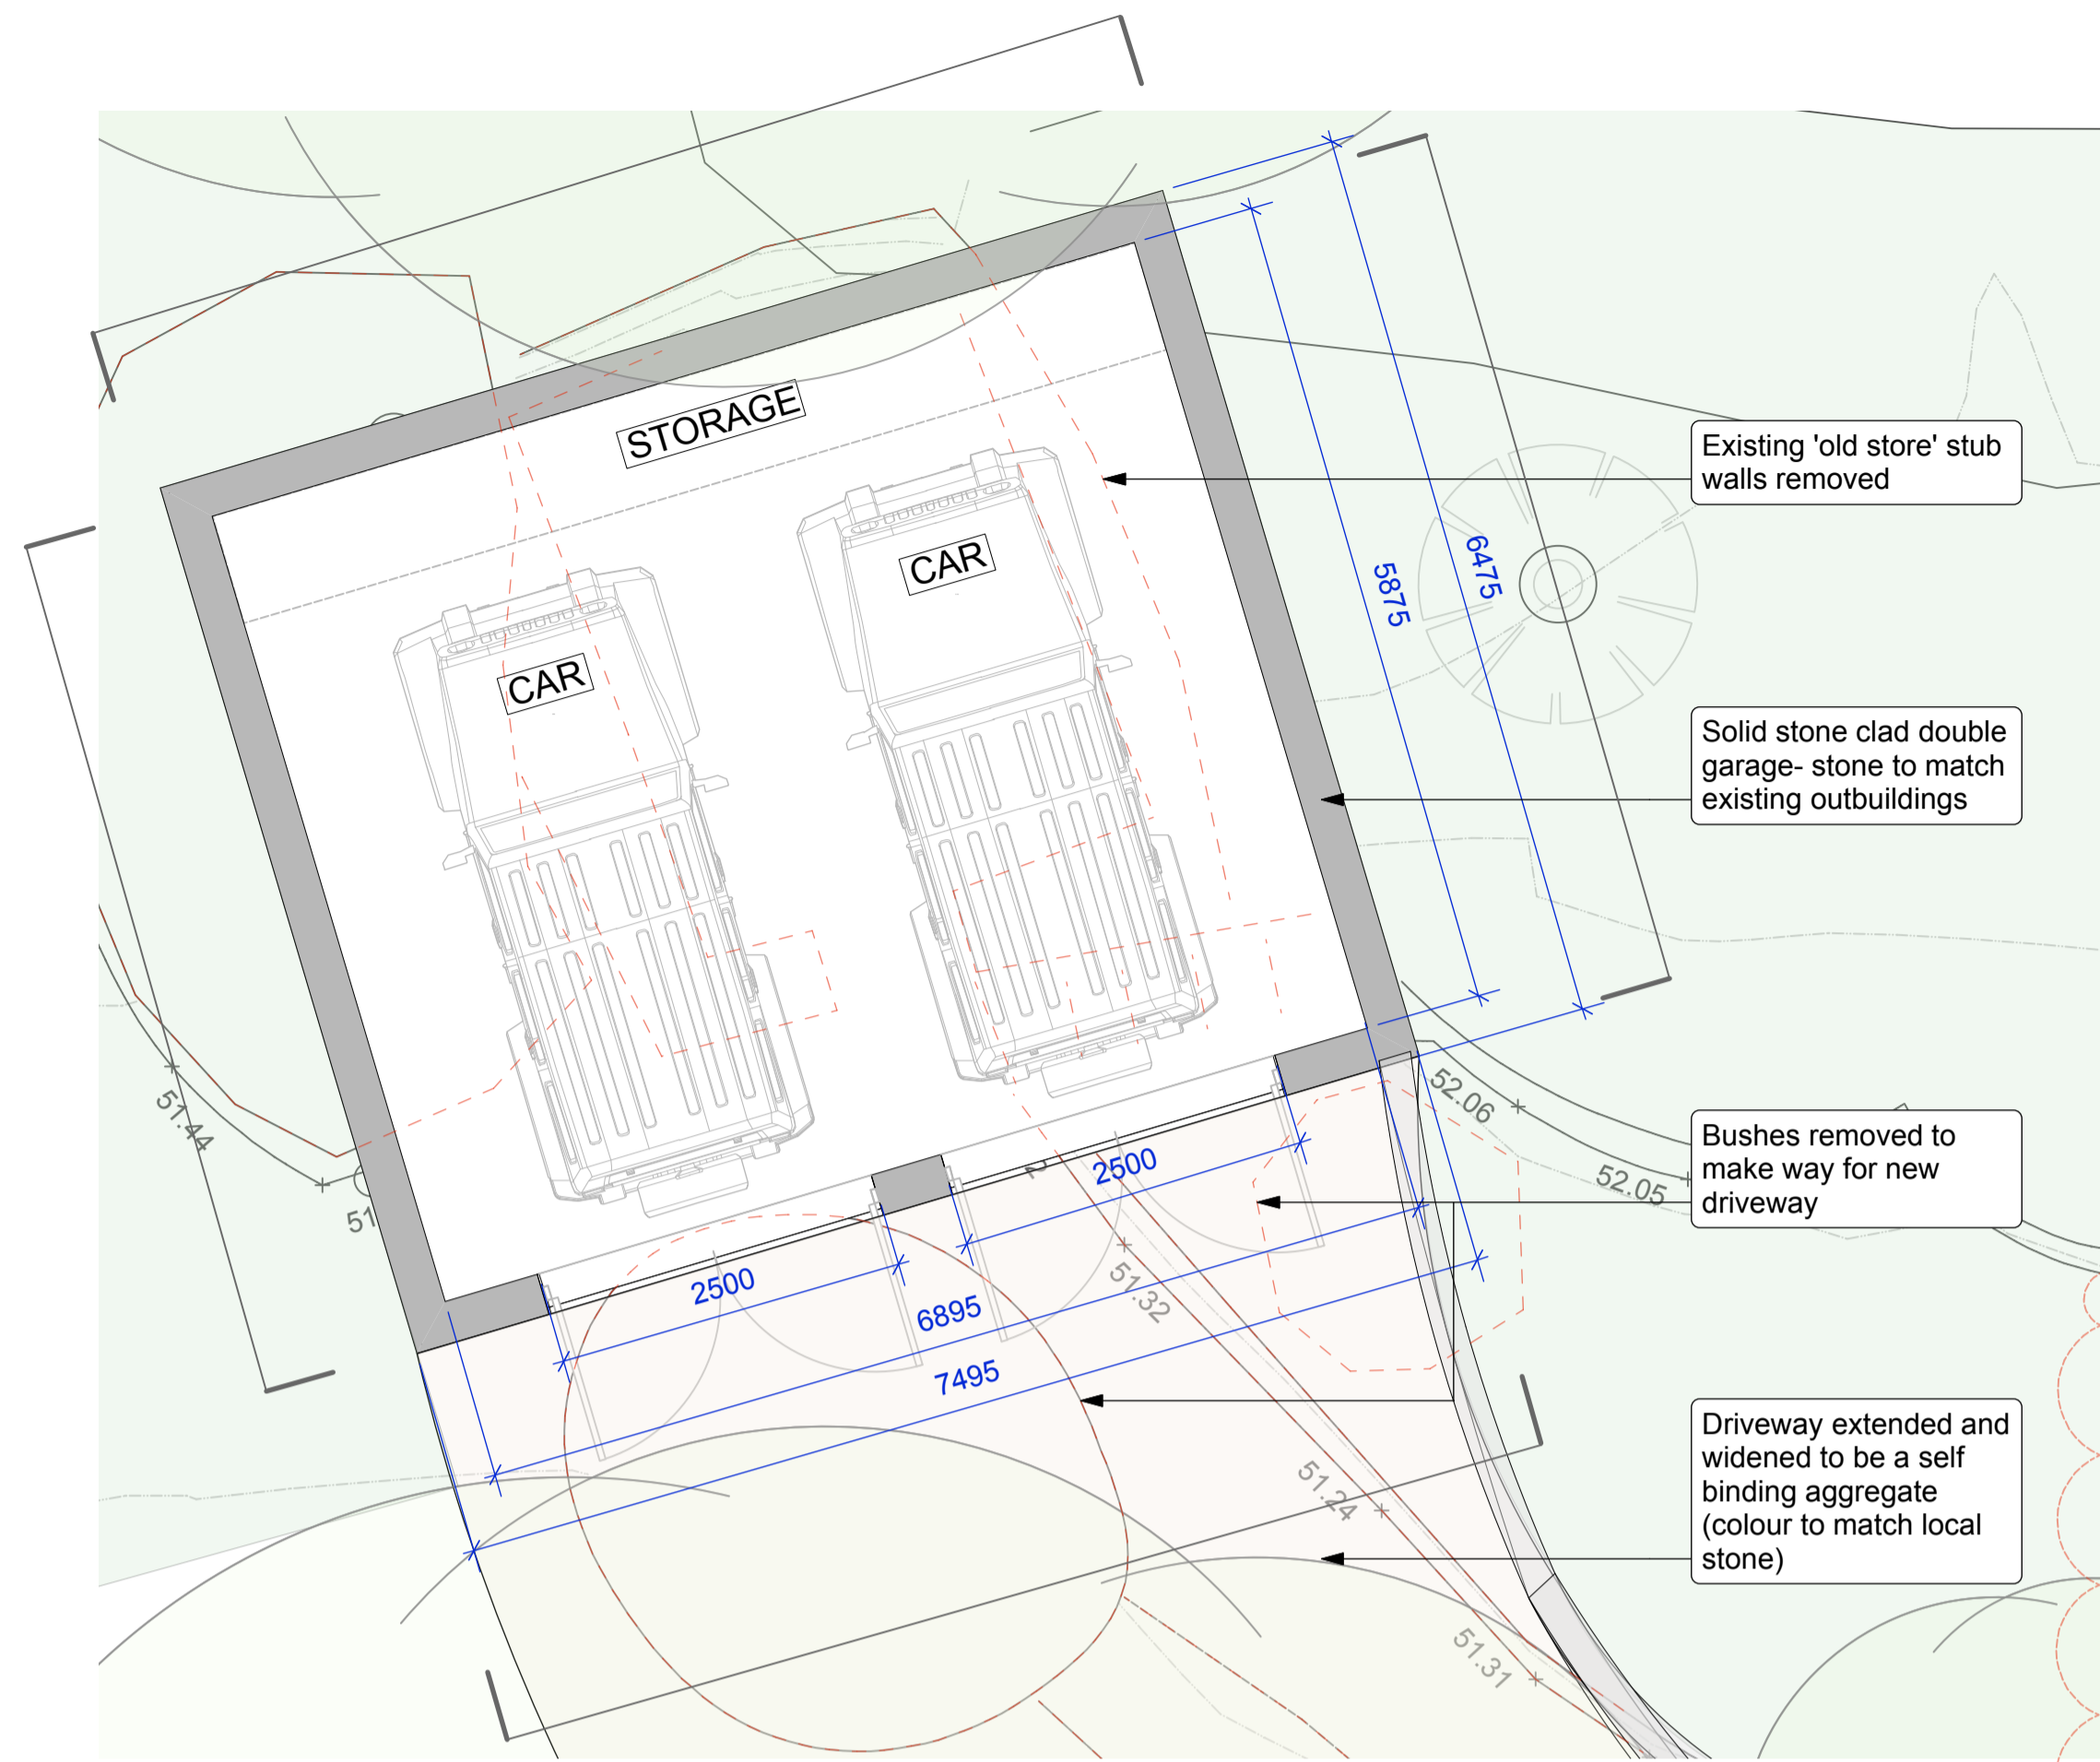 STORAGE
CAR
CAR
Existing 'old store' stub
walls removed
6475
5875
Solid stone clad double
garage- stone to match
existing outbuildings
51.44
51
52.06
52.05
Bushes removed to
make way for new
driveway
2
2500
2500
6895
7495
51.32
51.24
51.31
Driveway extended and
widened to be a self
binding aggregate
(colour to match local
stone)